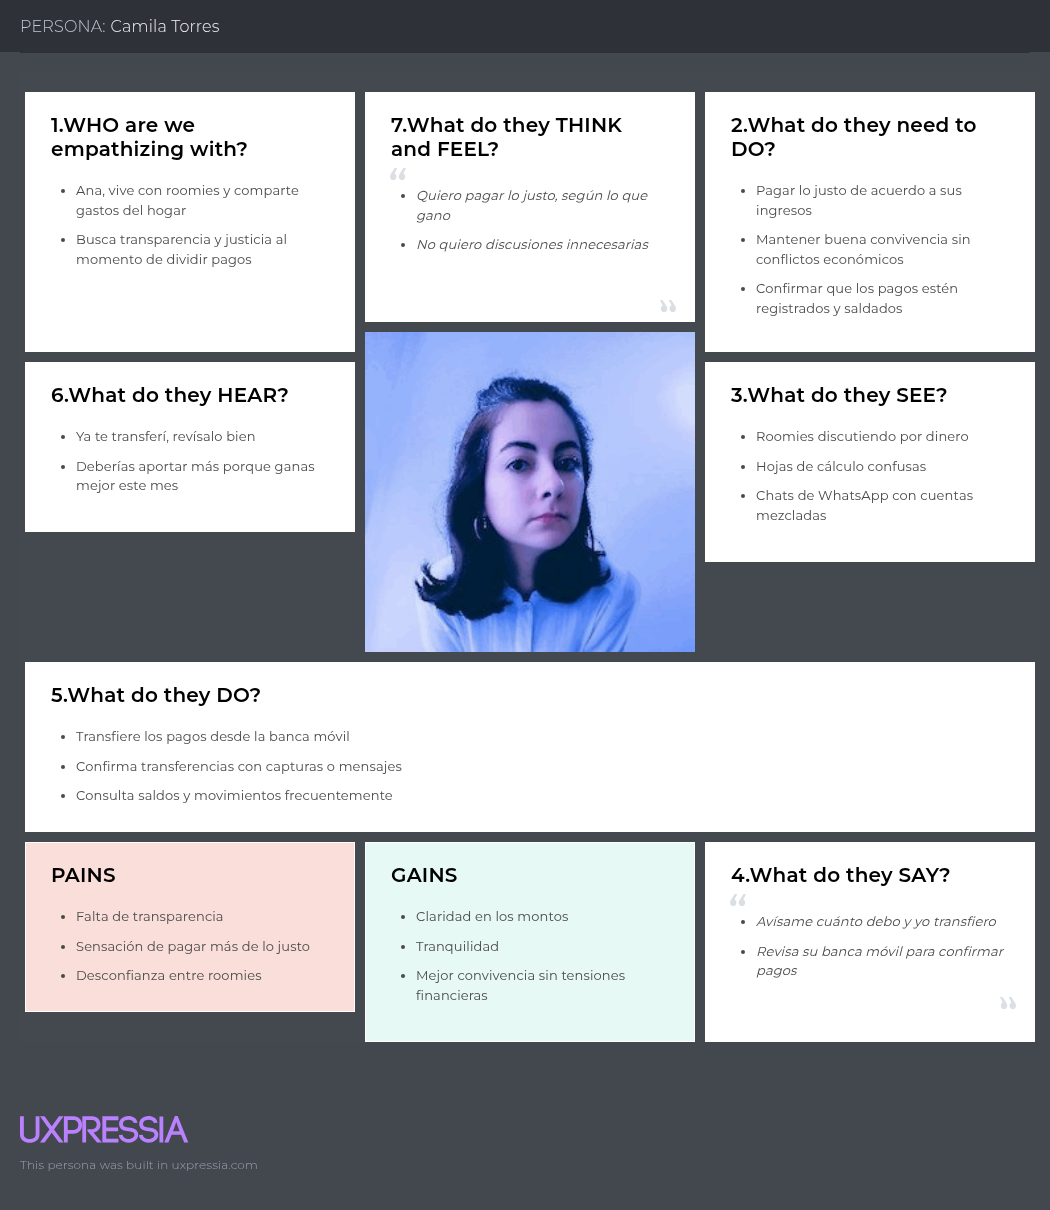 PERSONA: Camila Torres
1.WHO are we
empathizing with?
• Ana, vive con roomies y comparte
gastos del hogar
• Busca transparencia y justicia al
momento de dividir pagos
7.What do they THINK
and FEEL?
“
• Quiero pagar lo justo, según lo que
gano
• No quiero discusiones innecesarias
”
2.What do they need to
DO?
• Pagar lo justo de acuerdo a sus
ingresos
• Mantener buena convivencia sin
conflictos económicos
• Confirmar que los pagos estén
registrados y saldados
6.What do they HEAR?
• Ya te transferí, revísalo bien
• Deberías aportar más porque ganas
mejor este mes
3.What do they SEE?
• Roomies discutiendo por dinero
• Hojas de cálculo confusas
• Chats de WhatsApp con cuentas
mezcladas
5.What do they DO?
• Transfiere los pagos desde la banca móvil
• Confirma transferencias con capturas o mensajes
• Consulta saldos y movimientos frecuentemente
PAINS
• Falta de transparencia
• Sensación de pagar más de lo justo
• Desconfianza entre roomies
GAINS
• Claridad en los montos
• Tranquilidad
• Mejor convivencia sin tensiones
financieras
4.What do they SAY?
“
• Avísame cuánto debo y yo transfiero
• Revisa su banca móvil para confirmar
pagos
”
UXPRESSIA
This persona was built in uxpressia.com